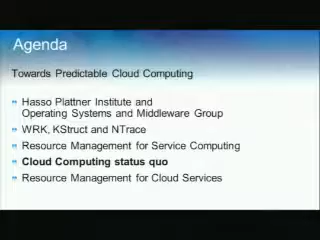 Agenda
Towards Predictable Cloud Computing
Hasso Plattner Institute and
Operating Systems and Middleware Group
WRK, KStruct and NTrace
Resource Management for Service Computing
Cloud Computing status quo
Resource Management for Cloud Services